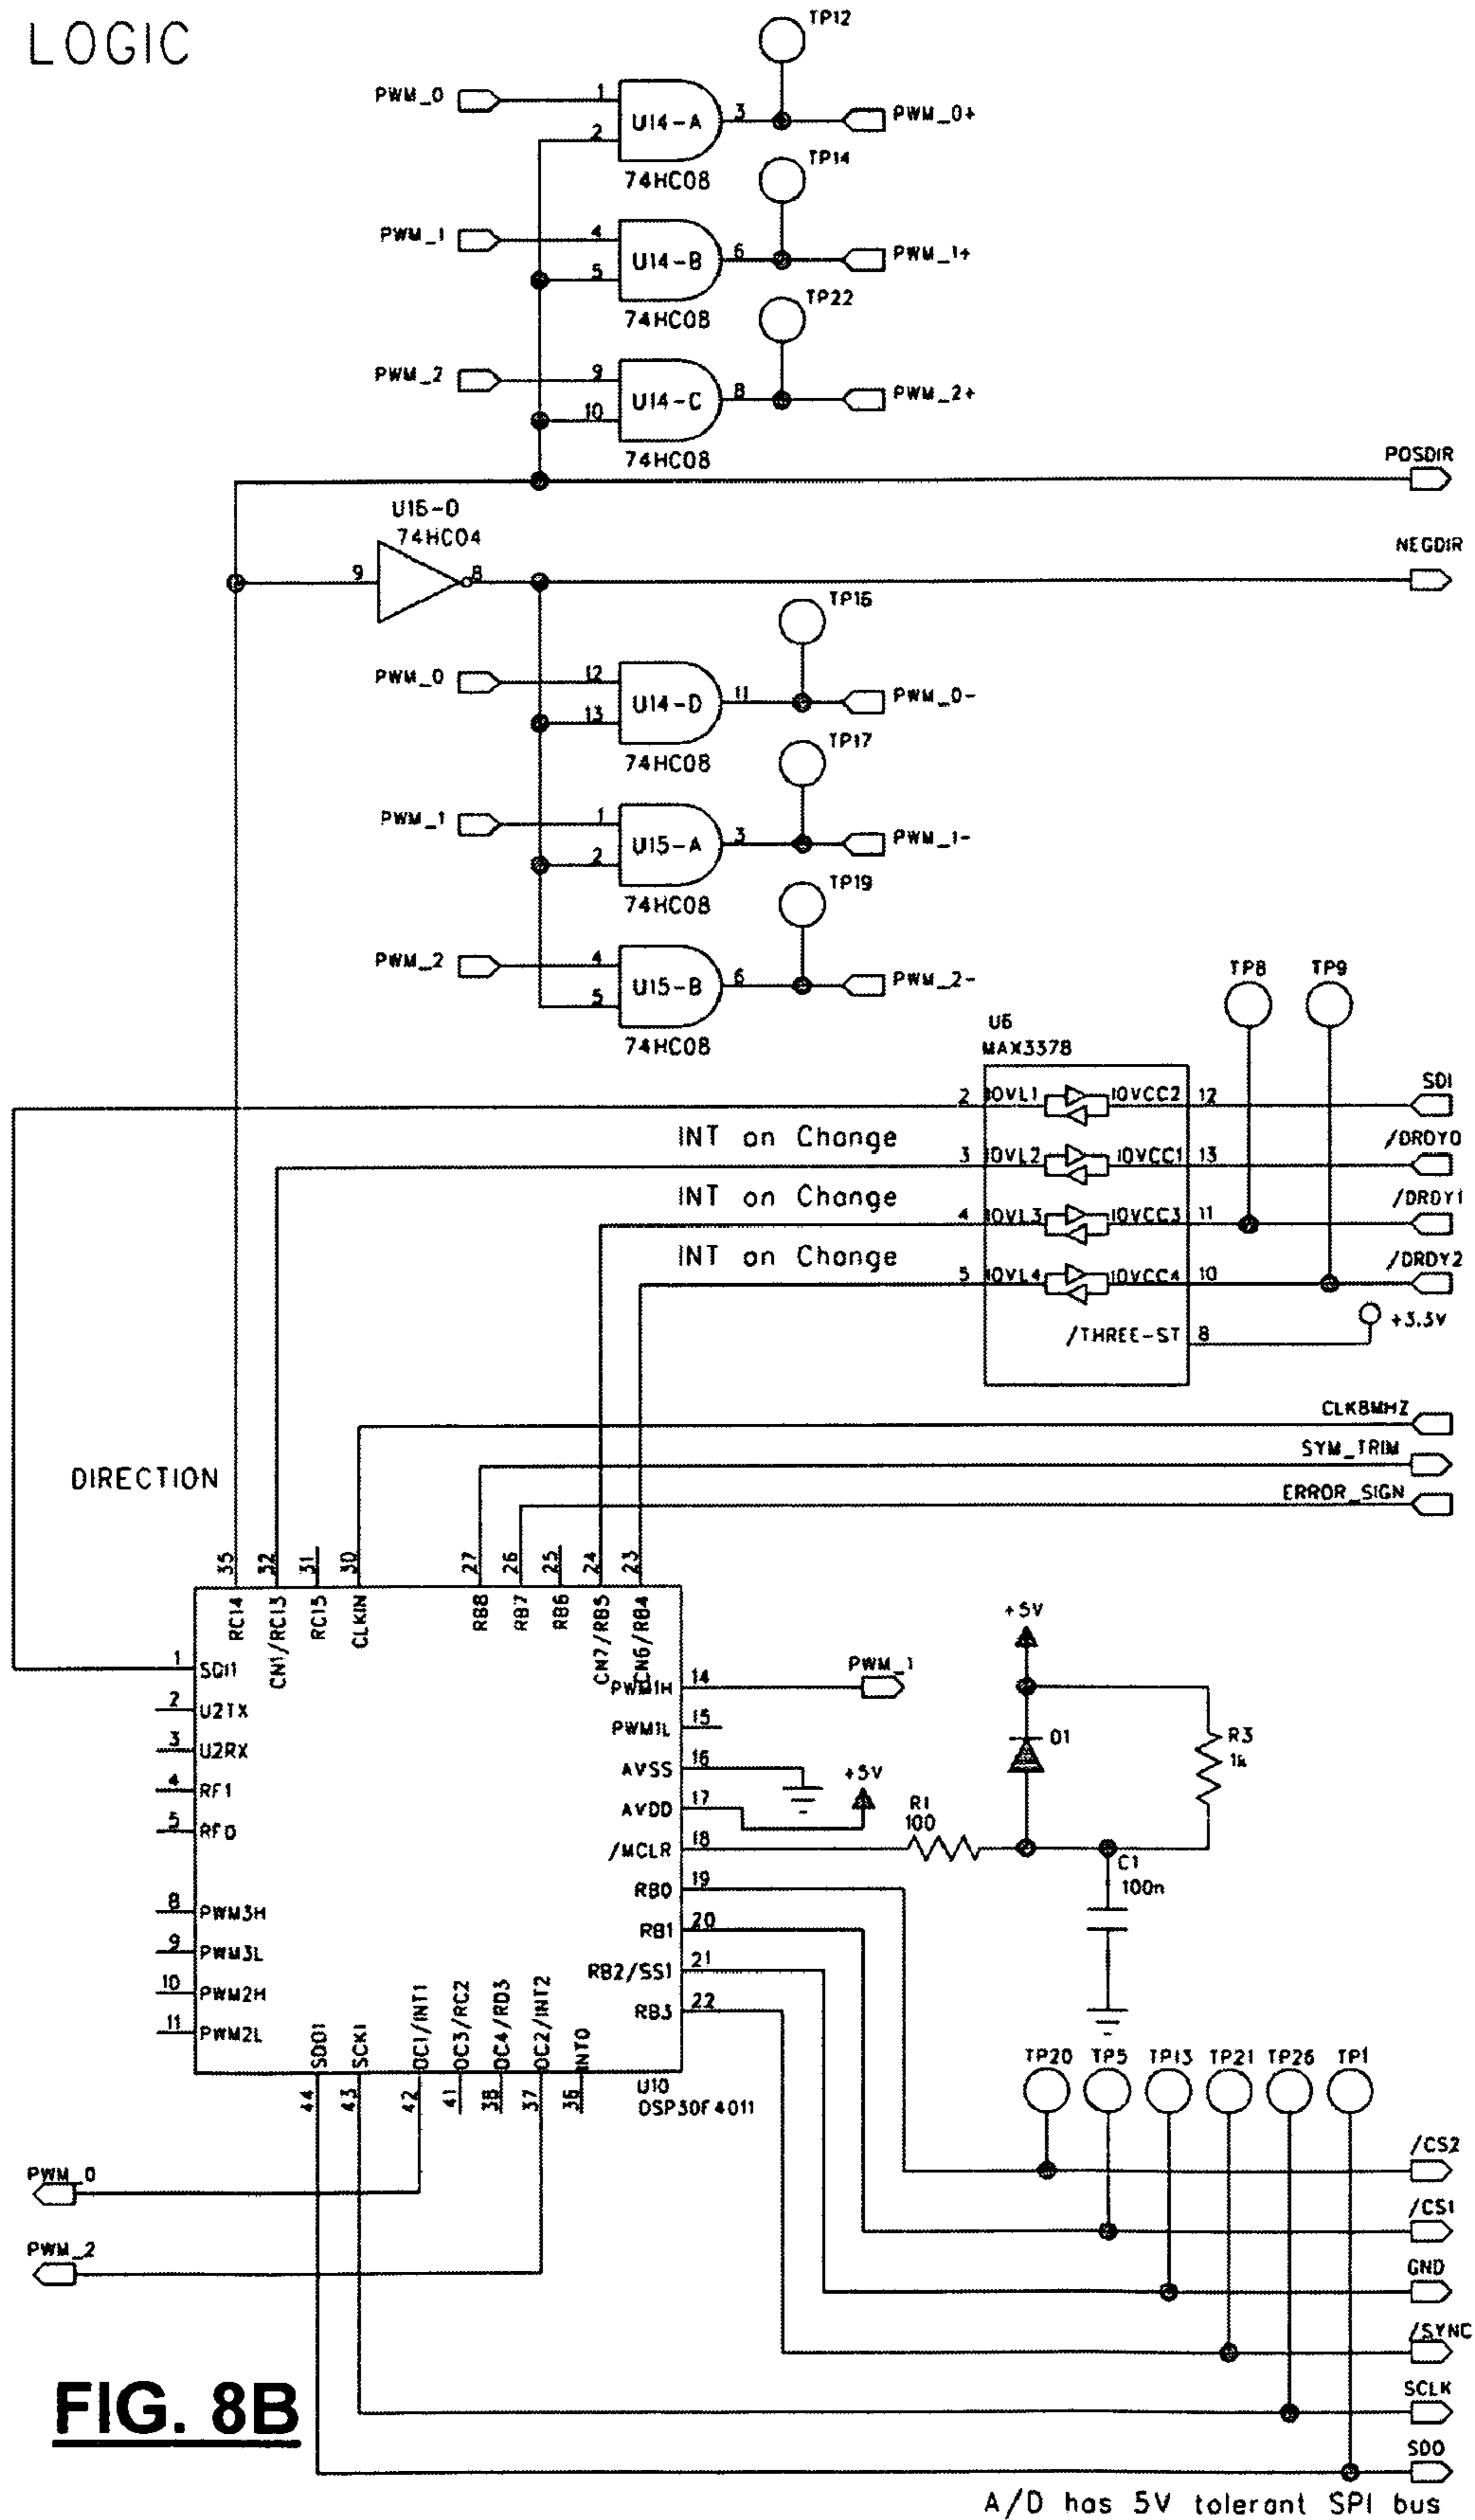 LOGIC
TP12
PWM_0 1 U14-A 3 PWM_0+
2
74HC08
TP14
PWM_1 4 U14-B 6 PWM_1+
5
74HC08
TP22
PWM_2 9 U14-C 8 PWM_2+
10
74HC08
POSDIR
U16-D
74HC04
NEGDIR
9 8
TP16
PWM_0 12 U14-D 11 PWM_0-
13
74HC08
TP17
PWM_1 1 U15-A 3 PWM_1-
2
74HC08
TP19
PWM_2 4 U15-B 6 PWM_2-
5
74HC08
TP8 TP9
U6
MAX3378
2 IOVL1 IOVCC2 12 SDI
INT on Change
3 IOVL2 IOVCC1 13 /DRDY0
INT on Change
4 IOVL3 IOVCC3 11 /DRDY1
INT on Change
5 IOVL4 IOVCC4 10 /DRDY2
/THREE-ST 8 +3.3V
CLK8MHZ
SYM_TRIM
ERROR_SIGN
DIRECTION
35 32 31 30 27 26 25 24 23
RC14 CN1/RC13 RC15 CLKIN RB8 RB7 RB6 CN7/RB5 CN6/RB4
1 SDI1
2 U2TX
3 U2RX
4 RF1
5 RF0
8 PWM3H
9 PWM3L
10 PWM2H
11 PWM2L
PWM1H 14 PWM_1
PWM1L 15
AVSS 16
AVDD 17 +5V
/MCLR 18
RB0 19
RB1 20
RB2/SS1 21
RB3 22
+5V
D1
R3
1k
R1
100
C1
100n
SDO1 SCK1 OC1/INT1 OC3/RC2 OC4/RD3 OC2/INT2 INT0
44 43 42 41 38 37 36
U10
DSP30F4011
PWM_0
PWM_2
TP20 TP5 TP13 TP21 TP26 TP1
/CS2
/CS1
GND
/SYNC
SCLK
SDO
FIG. 8B
A/D has 5V tolerant SPI bus